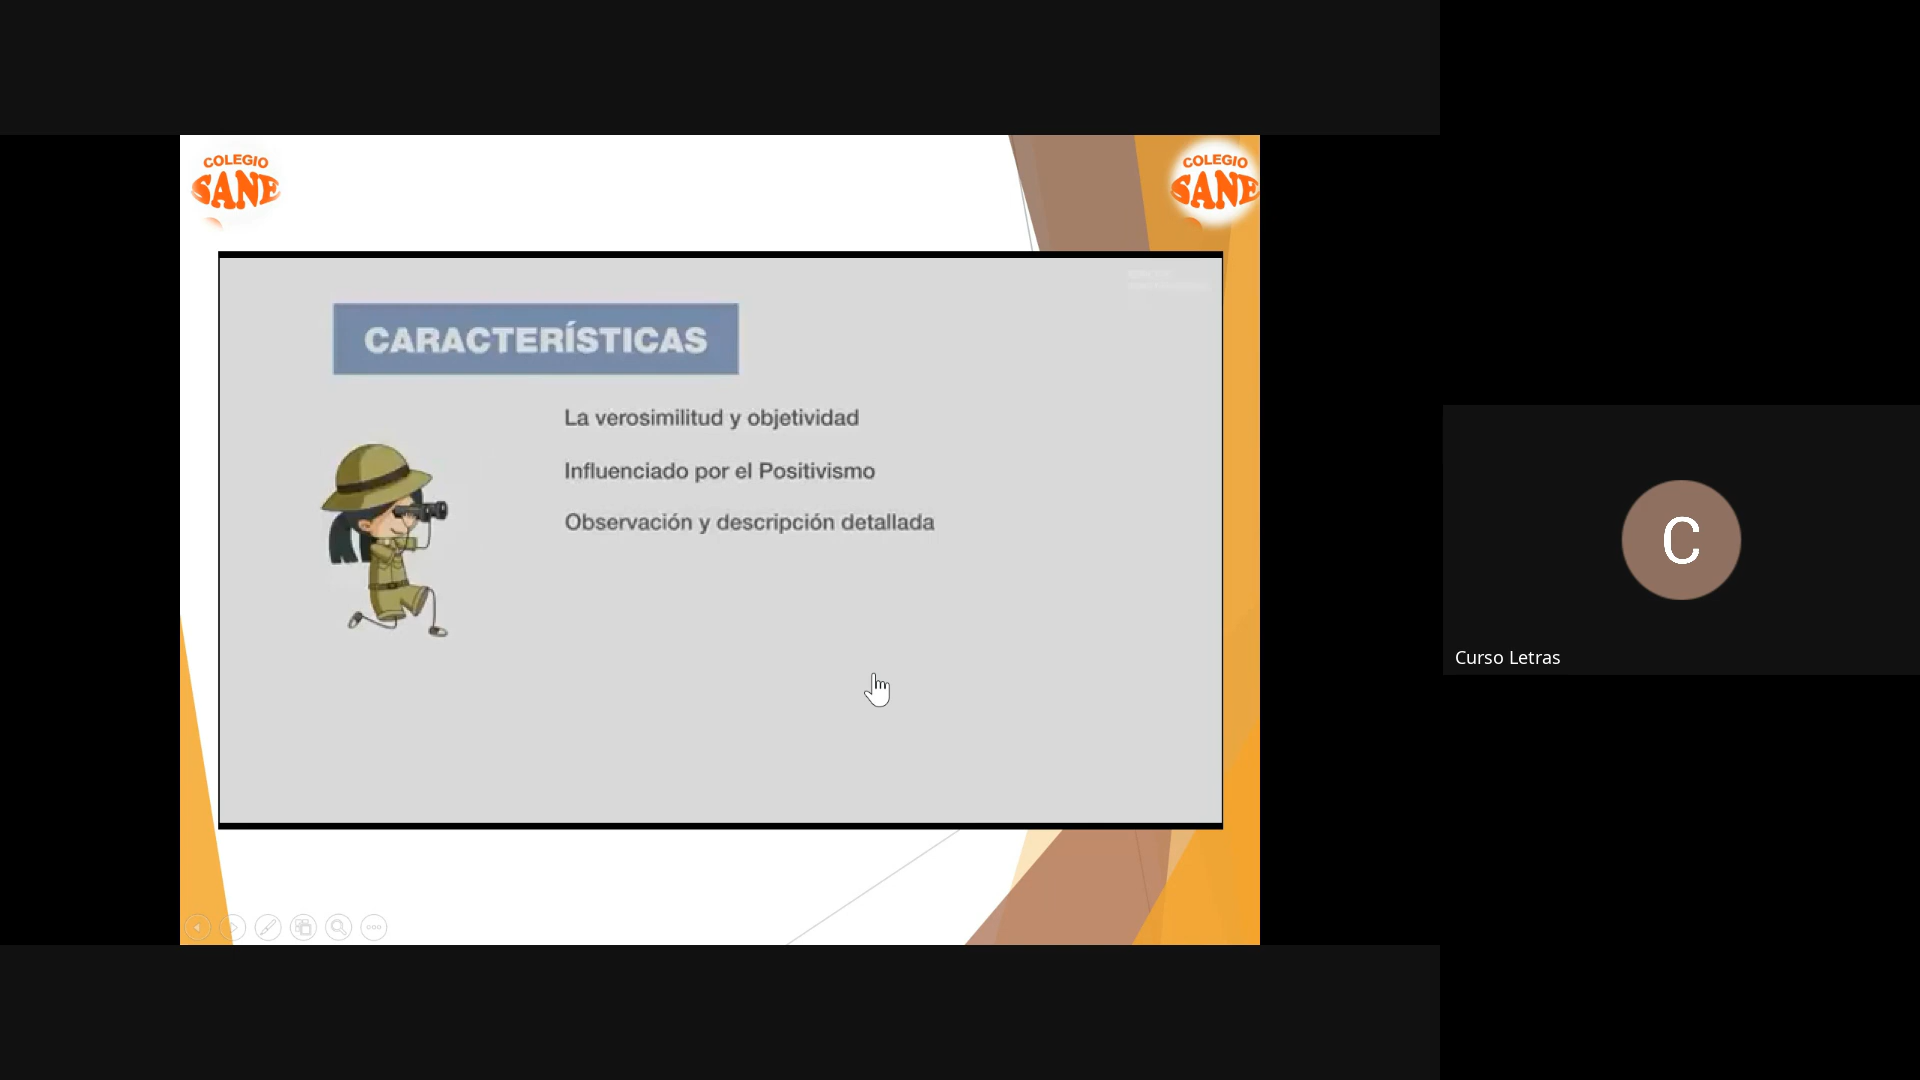 COLEGIO
SANE
COLEGIO
SANE
CARACTERÍSTICAS
La verosimilitud y objetividad
Influenciado por el Positivismo
Observación y descripción detallada
C
Curso Letras